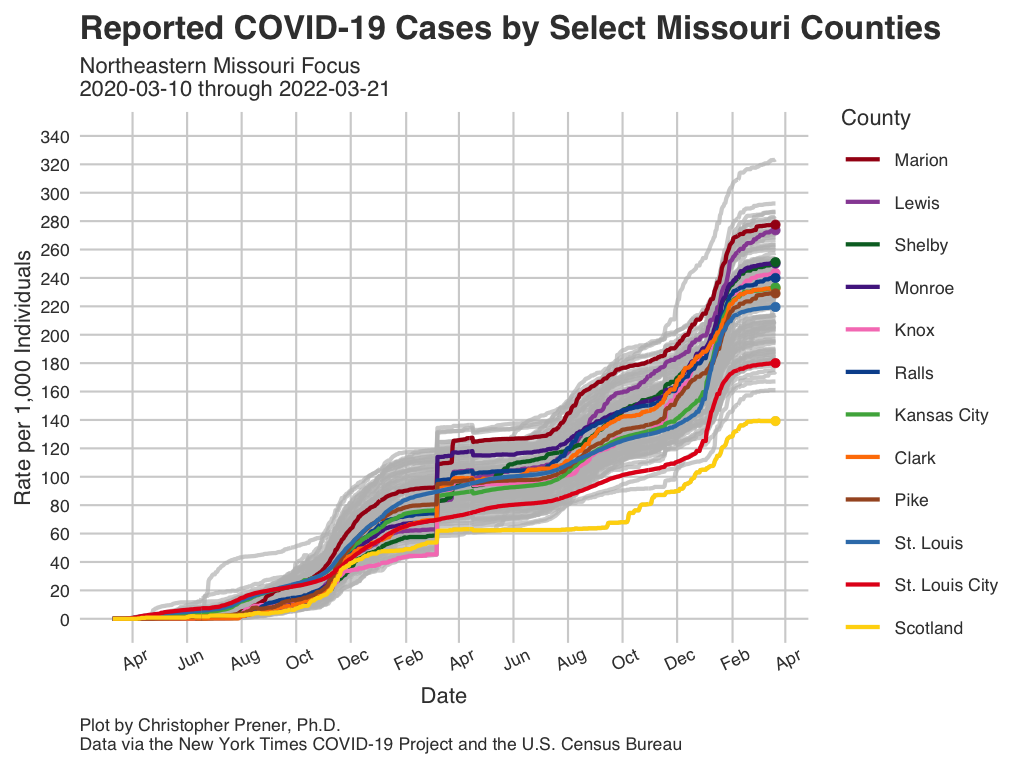 Reported COVID-19 Cases by Select Missouri Counties
Northeastern Missouri Focus
2020-03-10 through 2022-03-21
County
Marion
Lewis
Shelby
Monroe
Knox
Ralls
Kansas City
Clark
Pike
St. Louis
St. Louis City
Scotland
Rate per 1,000 Individuals
340
320
300
280
260
240
220
200
180
160
140
120
100
80
60
40
20
0
Apr Jun Aug Oct Dec Feb Apr Jun Aug Oct Dec Feb Apr
Date
Plot by Christopher Prener, Ph.D.
Data via the New York Times COVID-19 Project and the U.S. Census Bureau